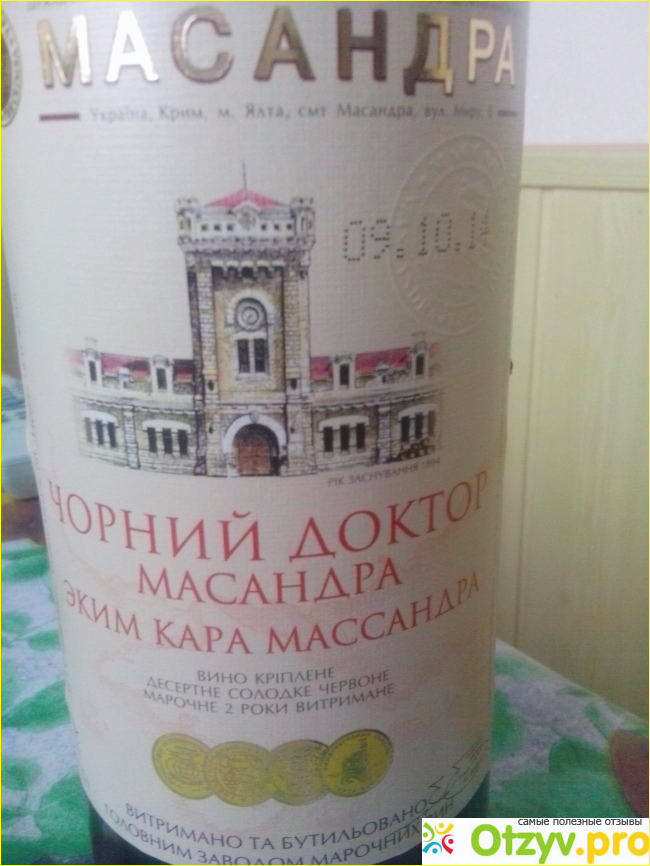 МАСАНДРА
Україна, Крим, м. Ялта, смт Масандра, вул. Миру,
09.10.
РІК ЗАСНУВАННЯ 1894
ЧОРНИЙ ДОКТОР
МАСАНДРА
ЭКИМ КАРА МАССАНДРА
ВИНО КРІПЛЕНЕ
ДЕСЕРТНЕ СОЛОДКЕ ЧЕРВОНЕ
МАРОЧНЕ 2 РОКИ ВИТРИМАНЕ
ВИТРИМАНО ТА БУТИЛЬОВАНО
ГОЛОВНИМ ЗАВОДОМ МАРОЧНИХ ВИН
самые полезные отзывы
Otzyv.pro